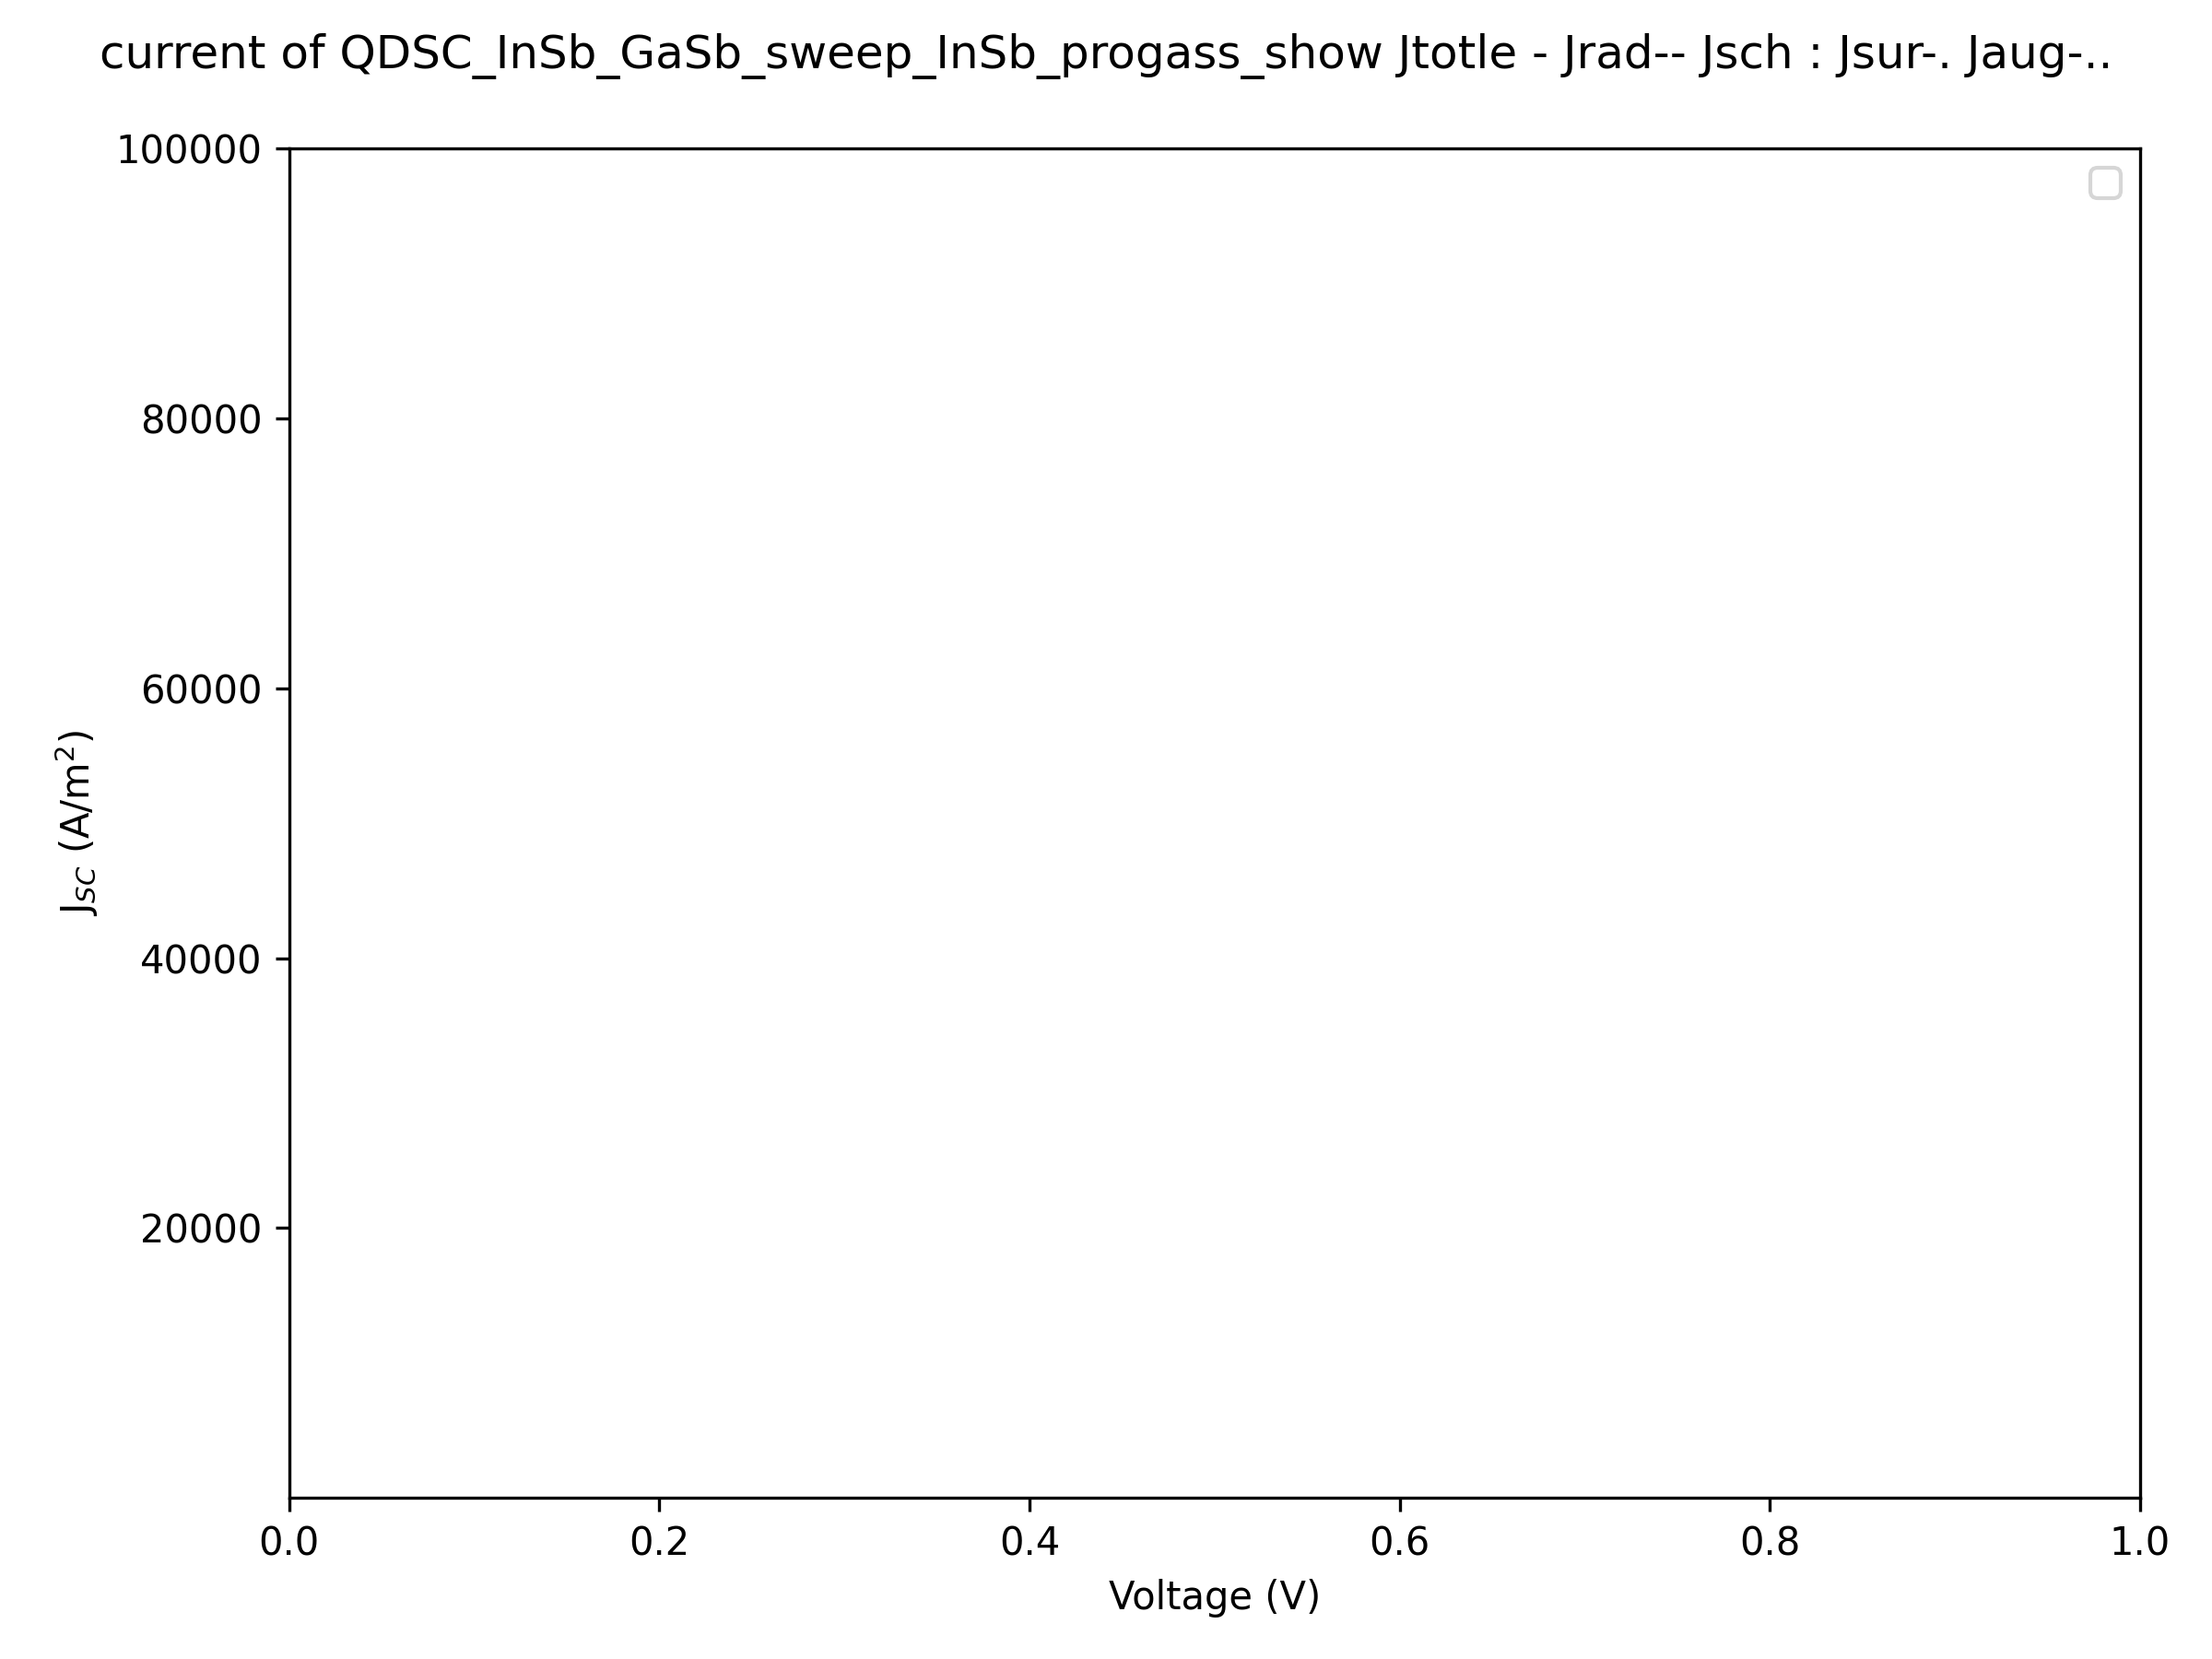 current of QDSC_InSb_GaSb_sweep_InSb_progass_show Jtotle - Jrad-- Jsch : Jsur-. Jaug-..
100000
80000
60000
40000
20000
J$_{SC}$ (A/m$^2$)
0.0 0.2 0.4 0.6 0.8 1.0
Voltage (V)